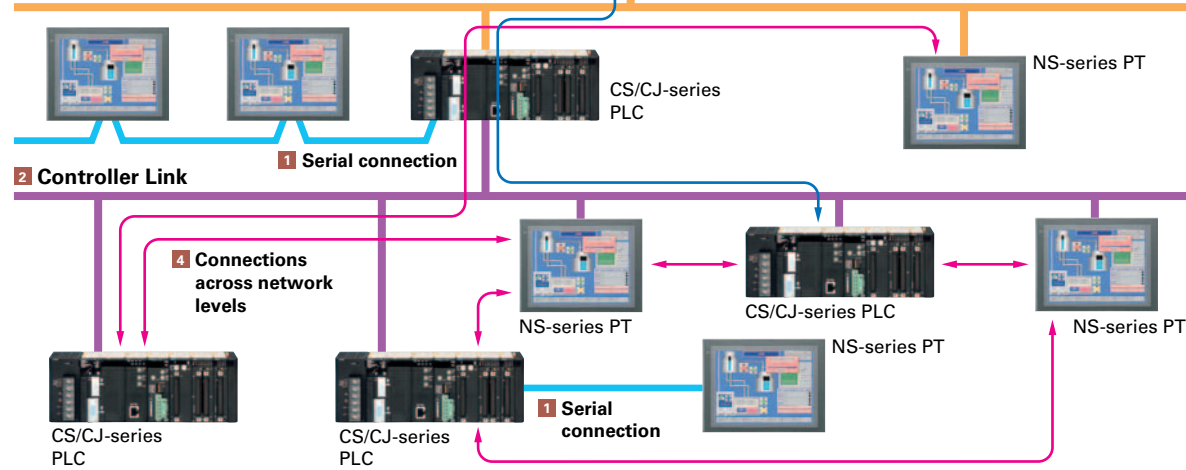 NS-series PT
CS/CJ-series
PLC
1 Serial connection
2 Controller Link
4 Connections
across network
levels
NS-series PT
CS/CJ-series PLC
NS-series PT
NS-series PT
CS/CJ-series
PLC
CS/CJ-series
PLC
1 Serial
connection